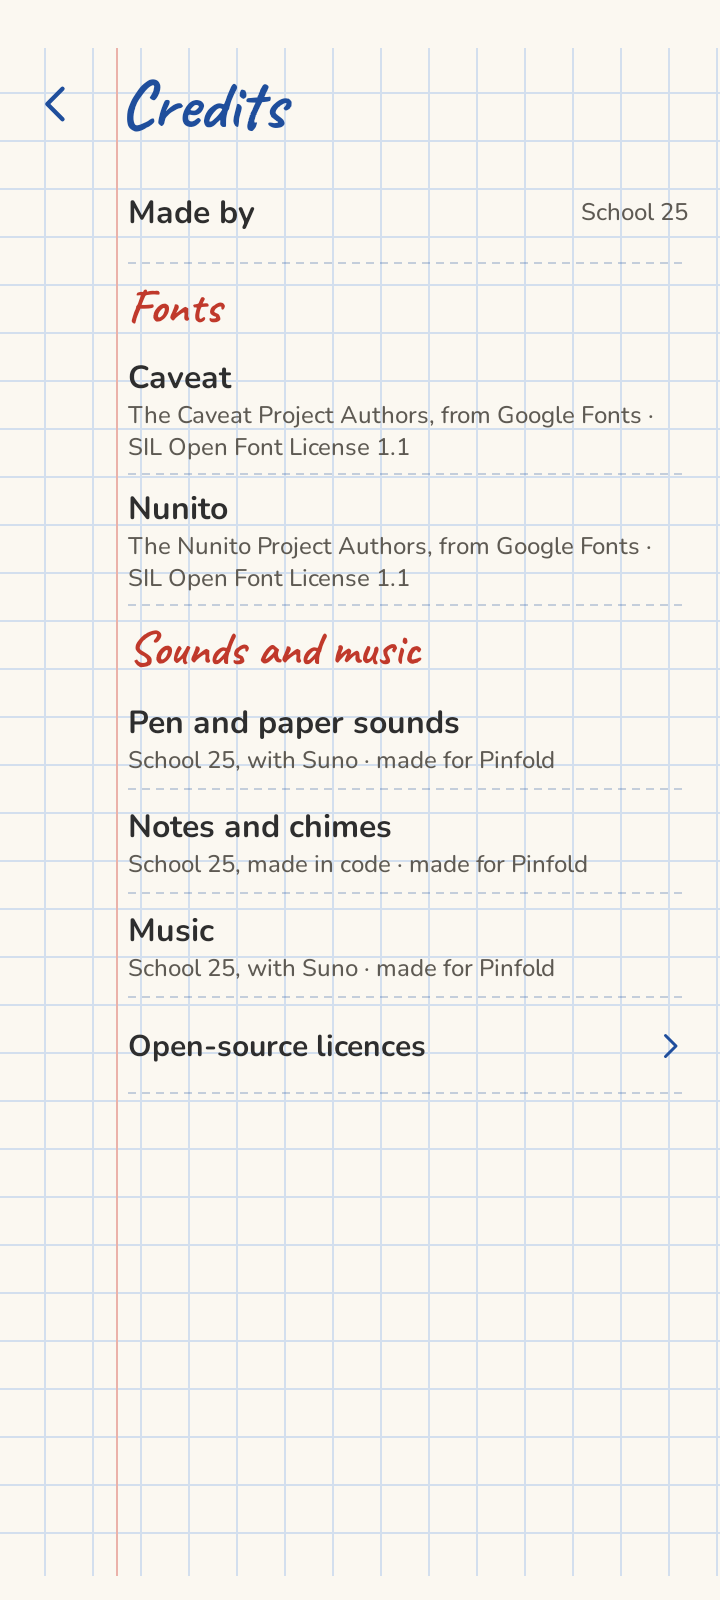 Credits
Made by
School 25
Fonts
Caveat
The Caveat Project Authors, from Google Fonts ·
SIL Open Font License 1.1
Nunito
The Nunito Project Authors, from Google Fonts ·
SIL Open Font License 1.1
Sounds and music
Pen and paper sounds
School 25, with Suno · made for Pinfold
Notes and chimes
School 25, made in code · made for Pinfold
Music
School 25, with Suno · made for Pinfold
Open-source licences